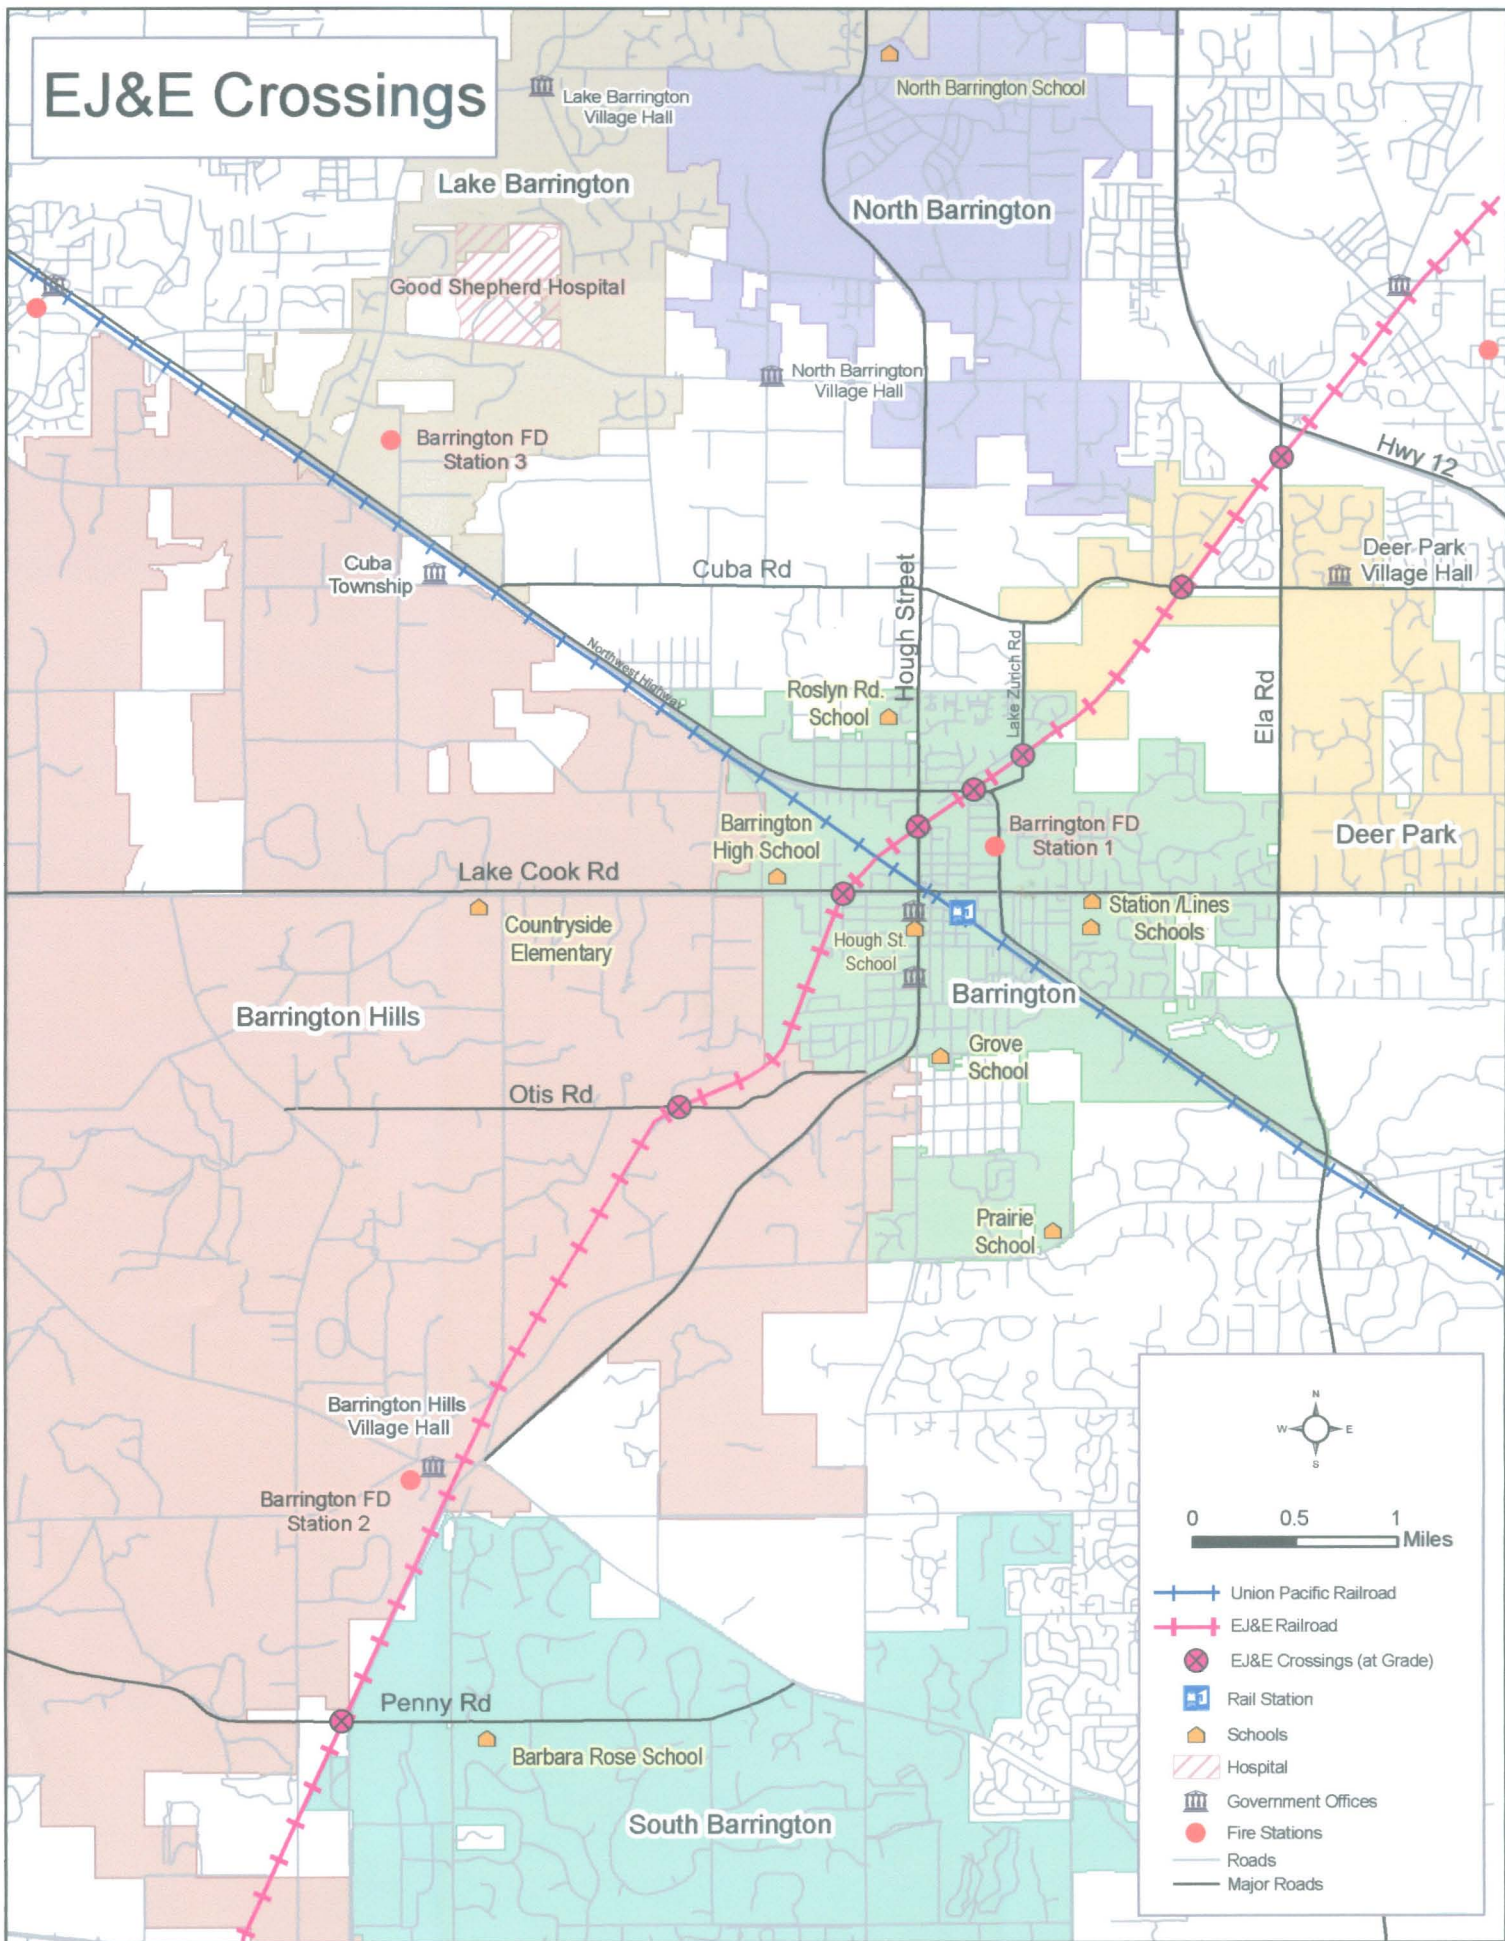 EJ&E Crossings
Lake Barrington
Village Hall
North Barrington School
Lake Barrington
North Barrington
Good Shepherd Hospital
North Barrington
Village Hall
Barrington FD
Station 3
Hwy 12
Cuba
Township
Cuba Rd
Hough Street
Deer Park
Village Hall
Northwest Highway
Lake Zurich Rd
Roslyn Rd.
School
Ela Rd
Barrington
High School
Barrington FD
Station 1
Deer Park
Lake Cook Rd
Countryside
Elementary
Hough St.
School
Station /Lines
Schools
Barrington Hills
Barrington
Grove
School
Otis Rd
Prairie
School
Barrington Hills
Village Hall
Barrington FD
Station 2
Penny Rd
Barbara Rose School
South Barrington
N
W
E
S
0 0.5 1
Miles
Union Pacific Railroad
EJ&E Railroad
EJ&E Crossings (at Grade)
Rail Station
Schools
Hospital
Government Offices
Fire Stations
Roads
Major Roads